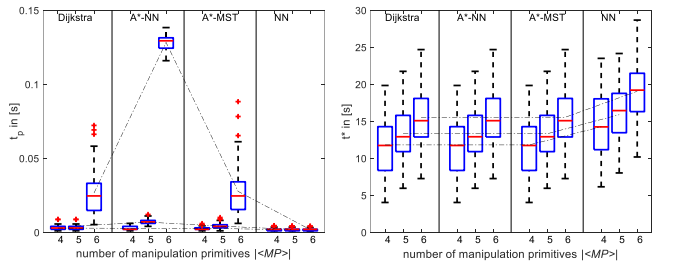 Dijkstra A*-NN A*-MST NN
0.15
0.1
0.05
0
t_p in [s]
4 5 6 4 5 6 4 5 6 4 5 6
number of manipulation primitives |<MP>|
Dijkstra A*-NN A*-MST NN
30
25
20
15
10
5
0
t* in [s]
4 5 6 4 5 6 4 5 6 4 5 6
number of manipulation primitives |<MP>|